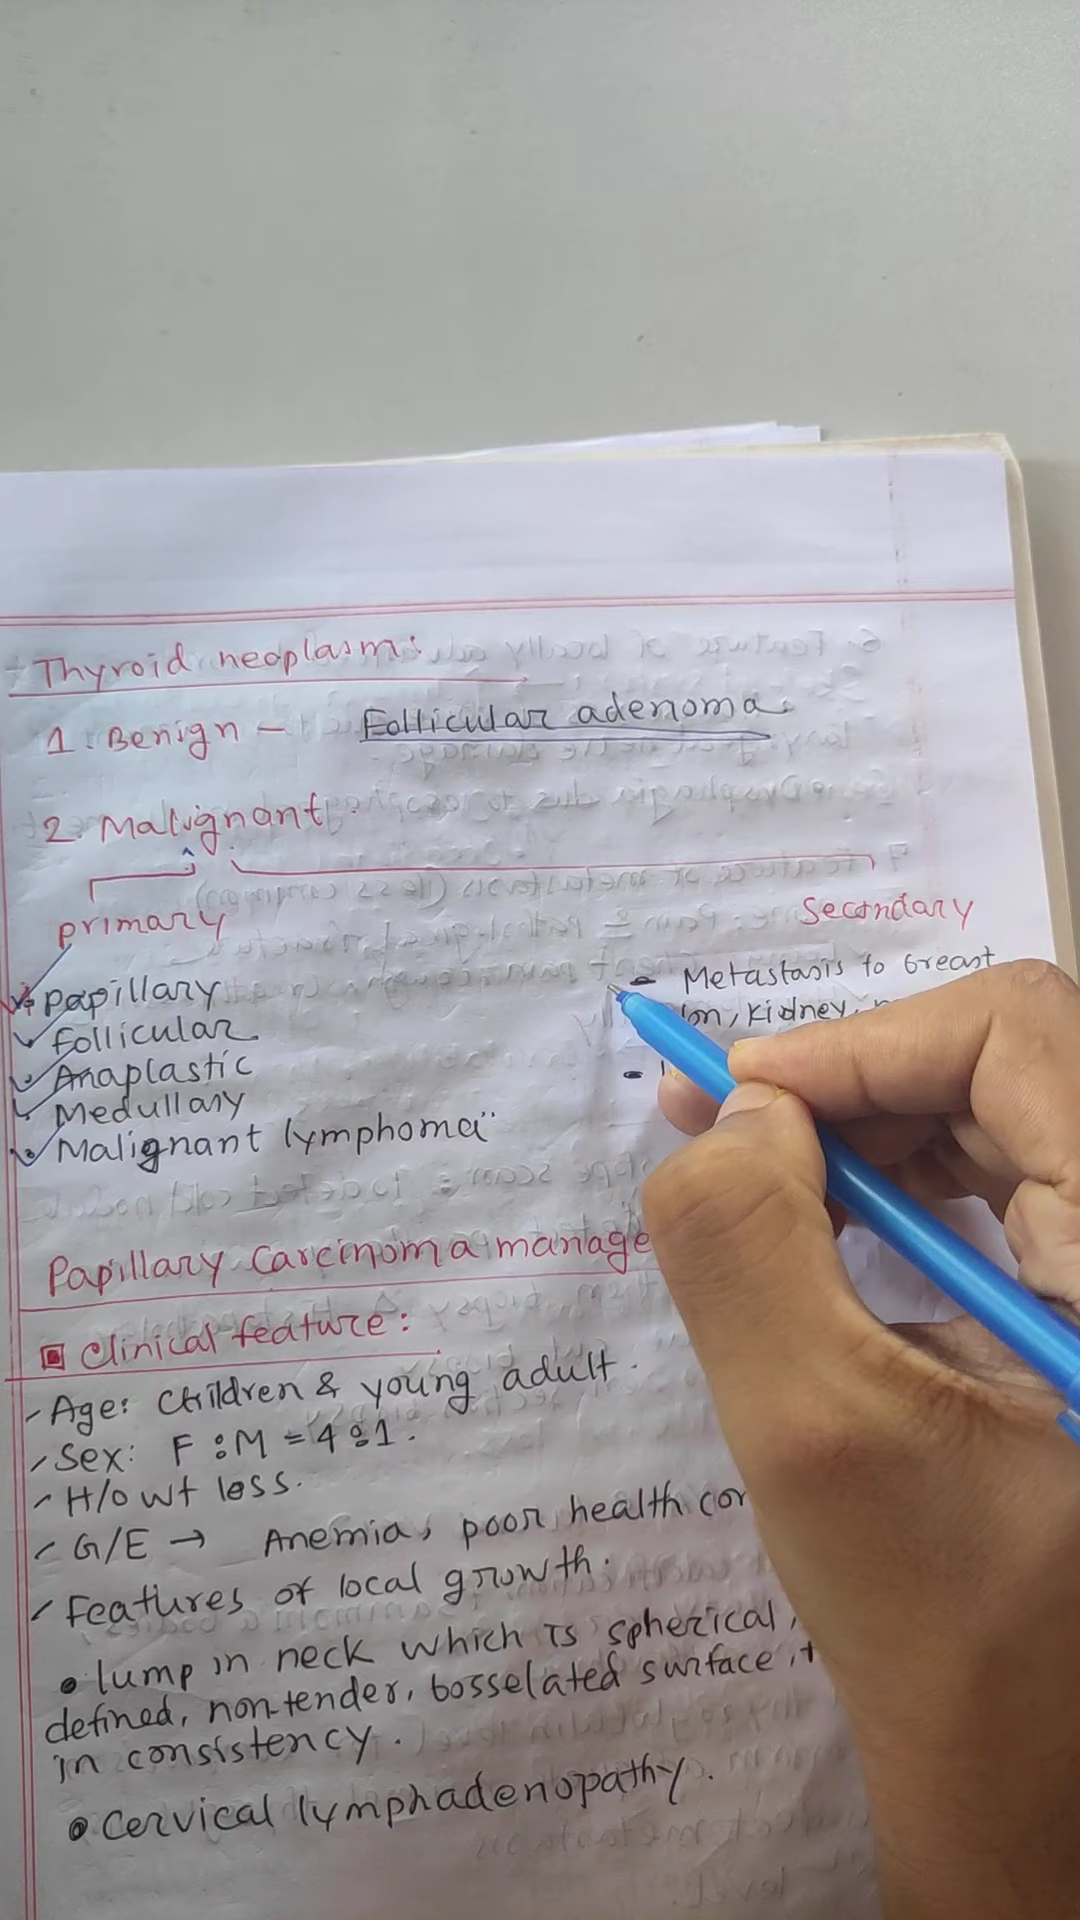 Thyroid neoplasm:
1. Benign - Follicular adenoma
2. Malignant
primary
Secondary
Papillary
Follicular
Anaplastic
Medullary
Malignant lymphoma
- Metastasis to breast
kidney,
Papillary Carcinoma manage
Clinical feature:
Age: Children & young adult.
Sex: F:M = 4:1.
H/O wt less.
G/E → Anemia, poor health con
Features of local growth.
• lump in neck which is spherical,
defined, non-tender, bosselated surface,
in consistency.
• Cervical lymphadenopathy.